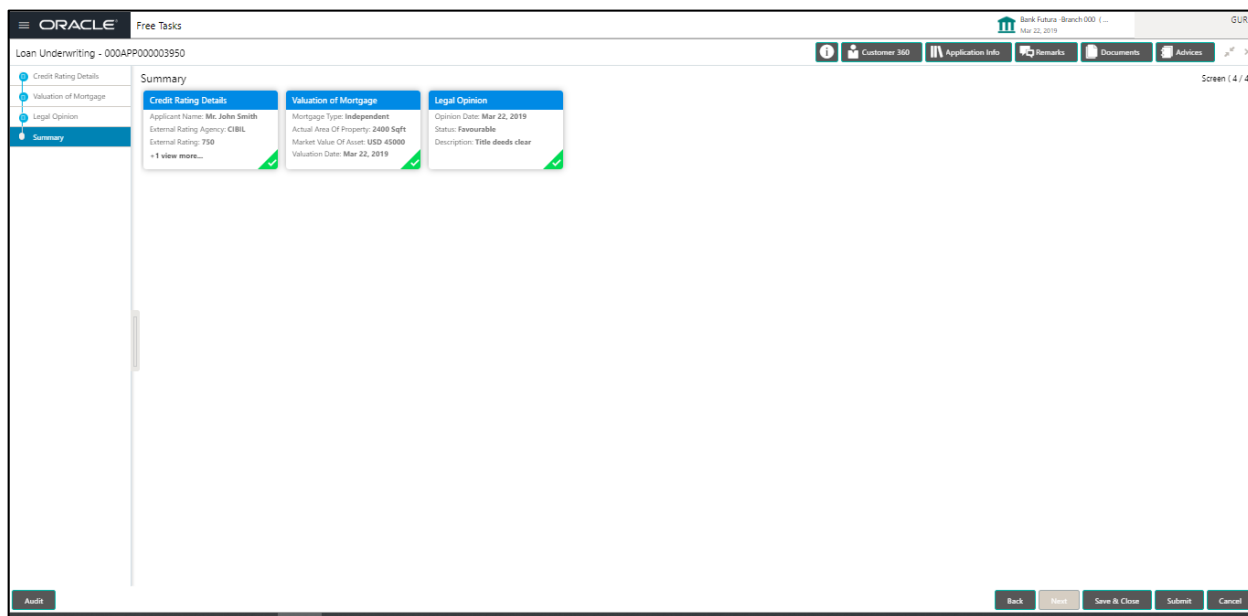 ORACLE Free Tasks Bank Futura -Branch 000 (... GUR
Mar 22, 2019
Loan Underwriting - 000APP000003950 Customer 360 Application Info Remarks Documents Advices
Credit Rating Details
Valuation of Mortgage
Legal Opinion
Summary
Summary Screen ( 4 / 4
Credit Rating Details
Applicant Name: Mr. John Smith
External Rating Agency: CIBIL
External Rating: 750
+1 view more...
Valuation of Mortgage
Mortgage Type: Independent
Actual Area Of Property: 2400 Sqft
Market Value Of Asset: USD 45000
Valuation Date: Mar 22, 2019
Legal Opinion
Opinion Date: Mar 22, 2019
Status: Favourable
Description: Title deeds clear
Audit Back Next Save & Close Submit Cancel